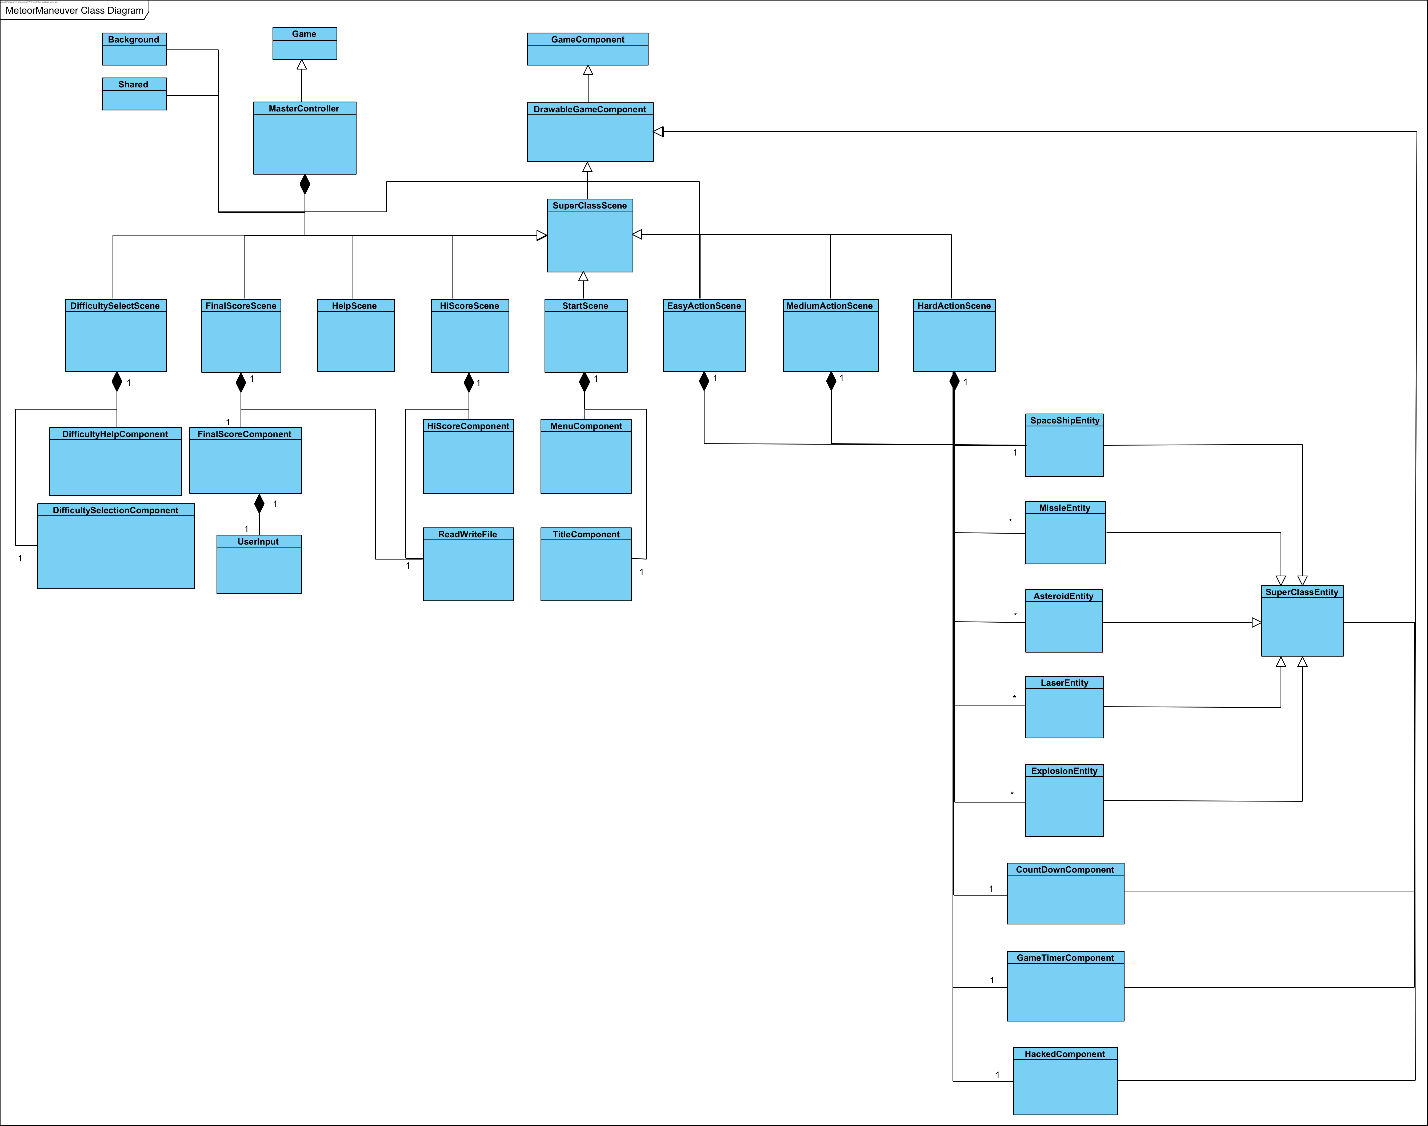 MeteorManeuver Class Diagram
Background
Game
GameComponent
Shared
MasterController
DrawableGameComponent
SuperClassScene
DifficultySelectScene
FinalScoreScene
HelpScene
HiScoreScene
StartScene
EasyActionScene
MediumActionScene
HardActionScene
1
1
1
1
1
1
1
1
DifficultyHelpComponent
FinalScoreComponent
HiScoreComponent
MenuComponent
SpaceShipEntity
1
DifficultySelectionComponent
1
1
1
UserInput
ReadWriteFile
1
TitleComponent
1
MissleEntity
*
AsteroidEntity
*
SuperClassEntity
LaserEntity
*
ExplosionEntity
*
CountDownComponent
1
GameTimerComponent
1
HackedComponent
1